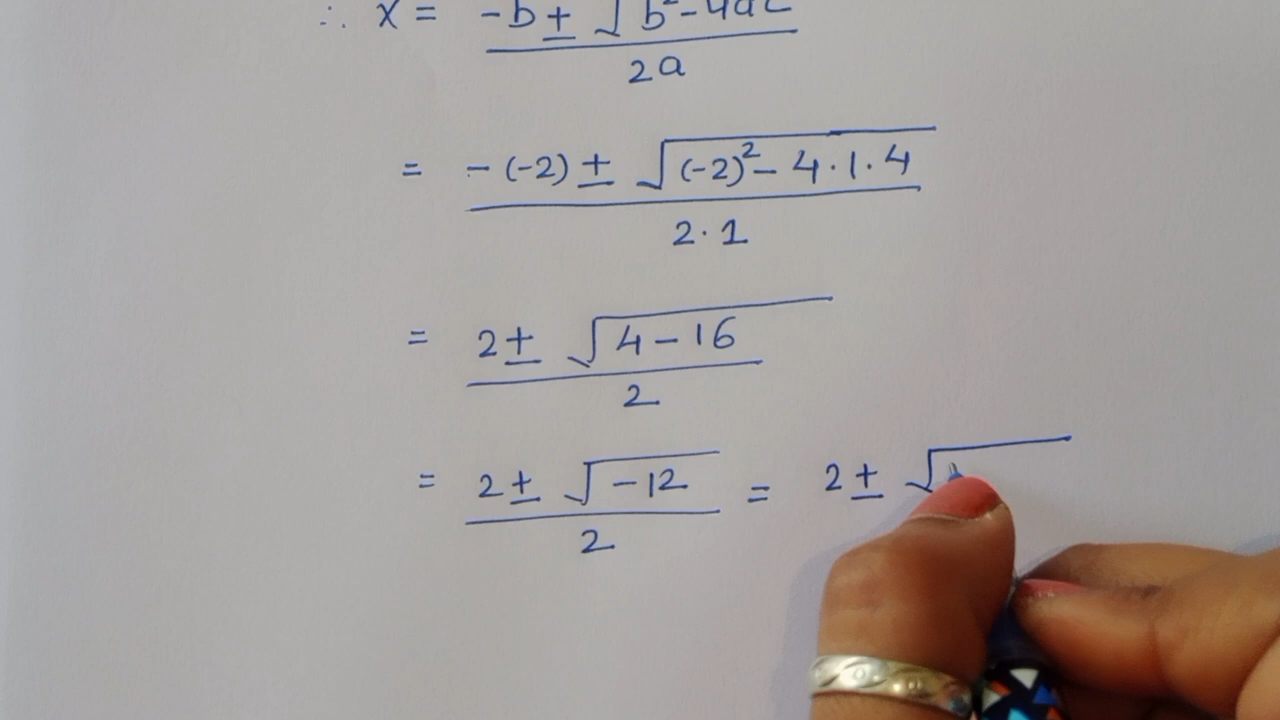 ∴ x = -b ± √b²-4ac
2a
= -(-2) ± √(-2)² - 4·1·4
2·1
= 2 ± √4-16
2
= 2 ± √-12 = 2 ± √
2